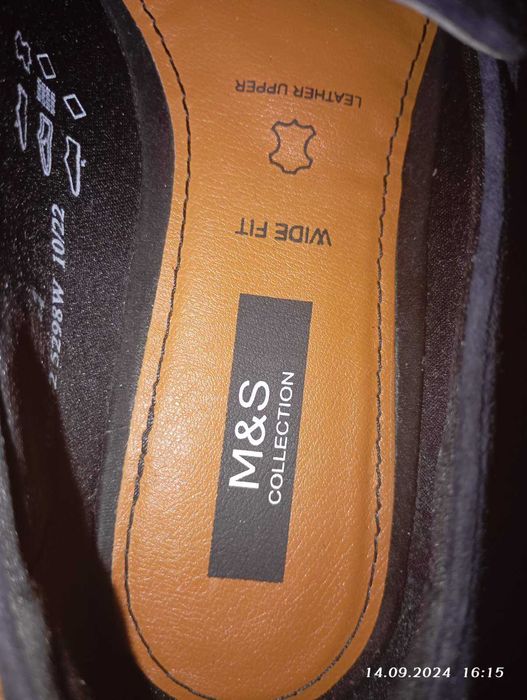 LEATHER UPPER
WIDE FIT
M&S
COLLECTION
14.09.2024 16:15